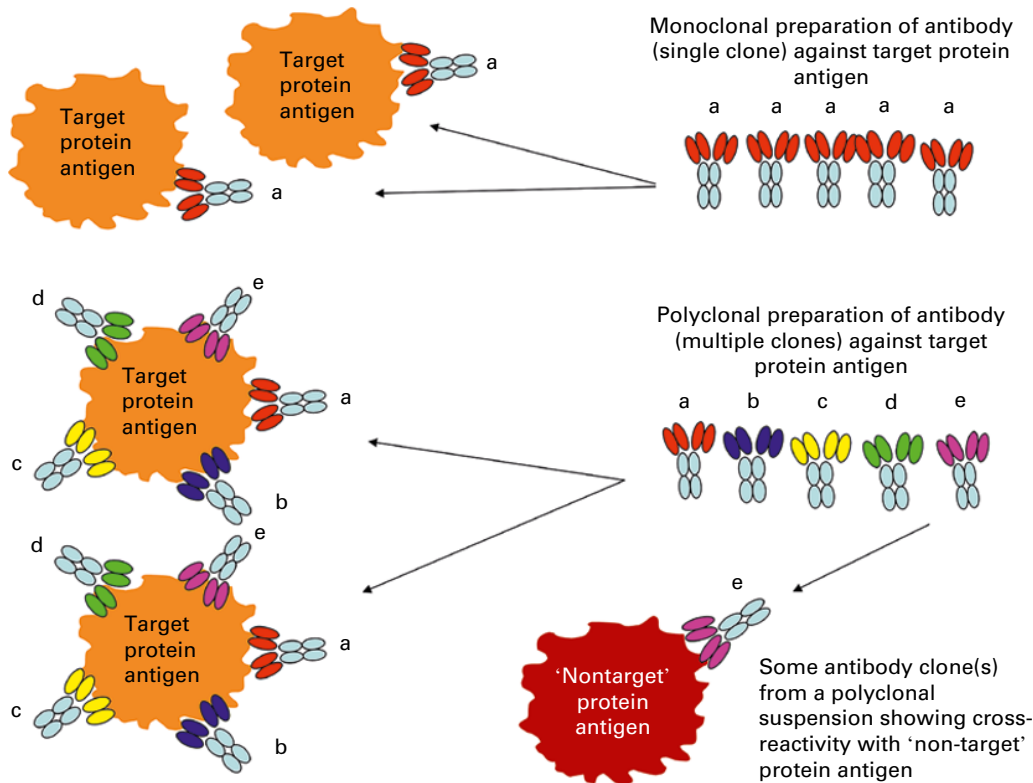 Monoclonal preparation of antibody
(single clone) against target protein
antigen
a a a a a
Target
protein
antigen
a
Target
protein
antigen
a
Polyclonal preparation of antibody
(multiple clones) against target
protein antigen
a b c d e
d
e
Target
protein
antigen
a
c
b
d
e
Target
protein
antigen
a
c
b
e
‘Nontarget’
protein
antigen
Some antibody clone(s)
from a polyclonal
suspension showing cross-
reactivity with ‘non-target’
protein antigen